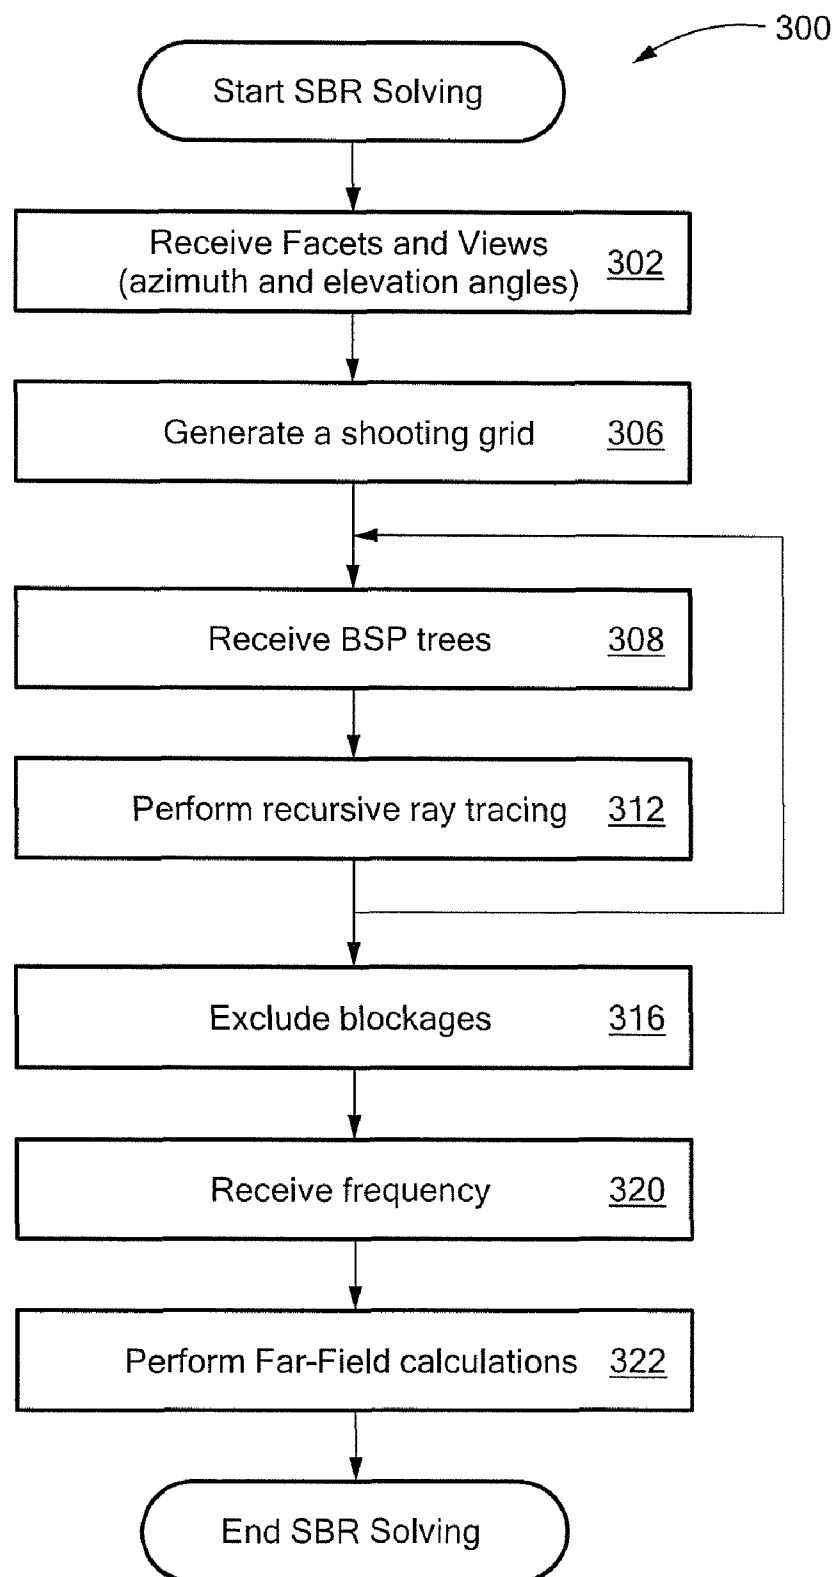 300
Start SBR Solving
Receive Facets and Views
(azimuth and elevation angles)
302
Generate a shooting grid
306
Receive BSP trees
308
Perform recursive ray tracing
312
Exclude blockages
316
Receive frequency
320
Perform Far-Field calculations
322
End SBR Solving